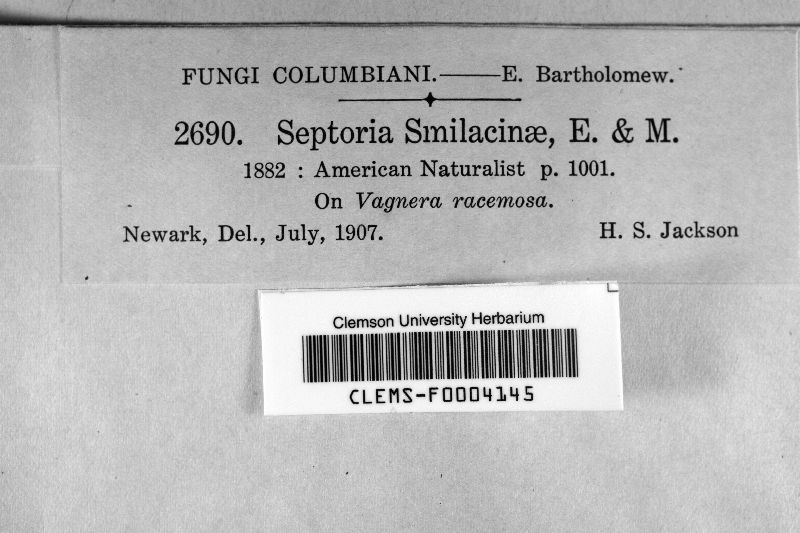 FUNGI COLUMBIANI.——E. Bartholomew.
2690. Septoria Smilacinæ, E. & M.
1882 : American Naturalist p. 1001.
On Vagnera racemosa.
Newark, Del., July, 1907. H. S. Jackson
Clemson University Herbarium
CLEMS-F0004145